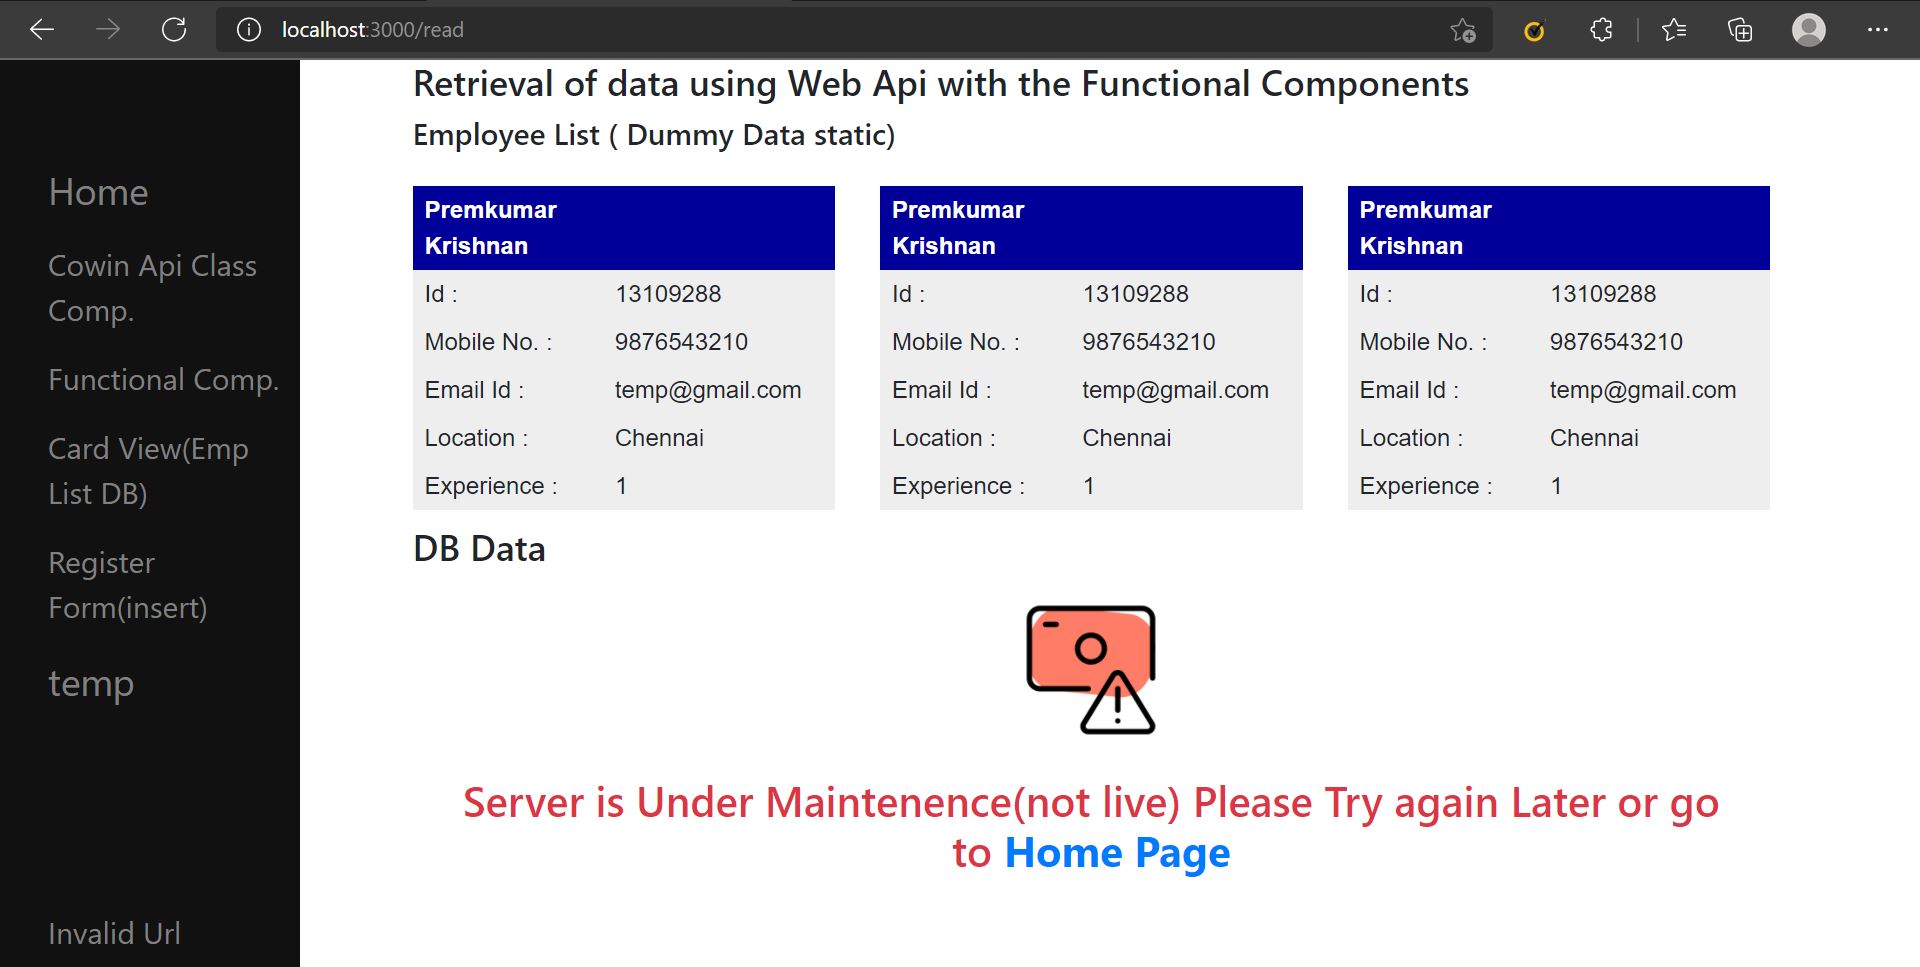 localhost:3000/read
Home
Cowin Api Class
Comp.
Functional Comp.
Card View(Emp
List DB)
Register
Form(insert)
temp
Invalid Url
Retrieval of data using Web Api with the Functional Components
Employee List ( Dummy Data static)
Premkumar
Krishnan
Id : 13109288
Mobile No. : 9876543210
Email Id : temp@gmail.com
Location : Chennai
Experience : 1
Premkumar
Krishnan
Id : 13109288
Mobile No. : 9876543210
Email Id : temp@gmail.com
Location : Chennai
Experience : 1
Premkumar
Krishnan
Id : 13109288
Mobile No. : 9876543210
Email Id : temp@gmail.com
Location : Chennai
Experience : 1
DB Data
Server is Under Maintenence(not live) Please Try again Later or go
to Home Page